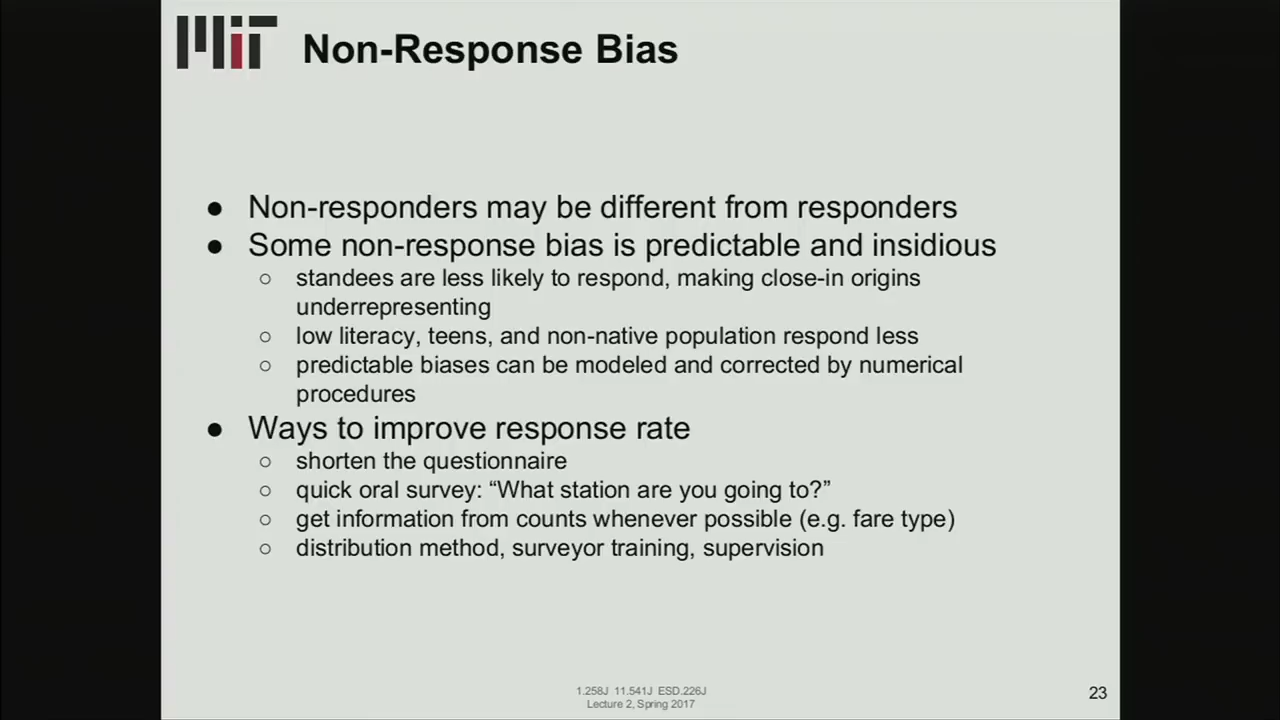 MIT
Non-Response Bias
● Non-responders may be different from responders
● Some non-response bias is predictable and insidious
○ standees are less likely to respond, making close-in origins
underrepresenting
○ low literacy, teens, and non-native population respond less
○ predictable biases can be modeled and corrected by numerical
procedures
● Ways to improve response rate
○ shorten the questionnaire
○ quick oral survey: “What station are you going to?”
○ get information from counts whenever possible (e.g. fare type)
○ distribution method, surveyor training, supervision
1.258J 11.541J ESD.226J
Lecture 2, Spring 2017
23